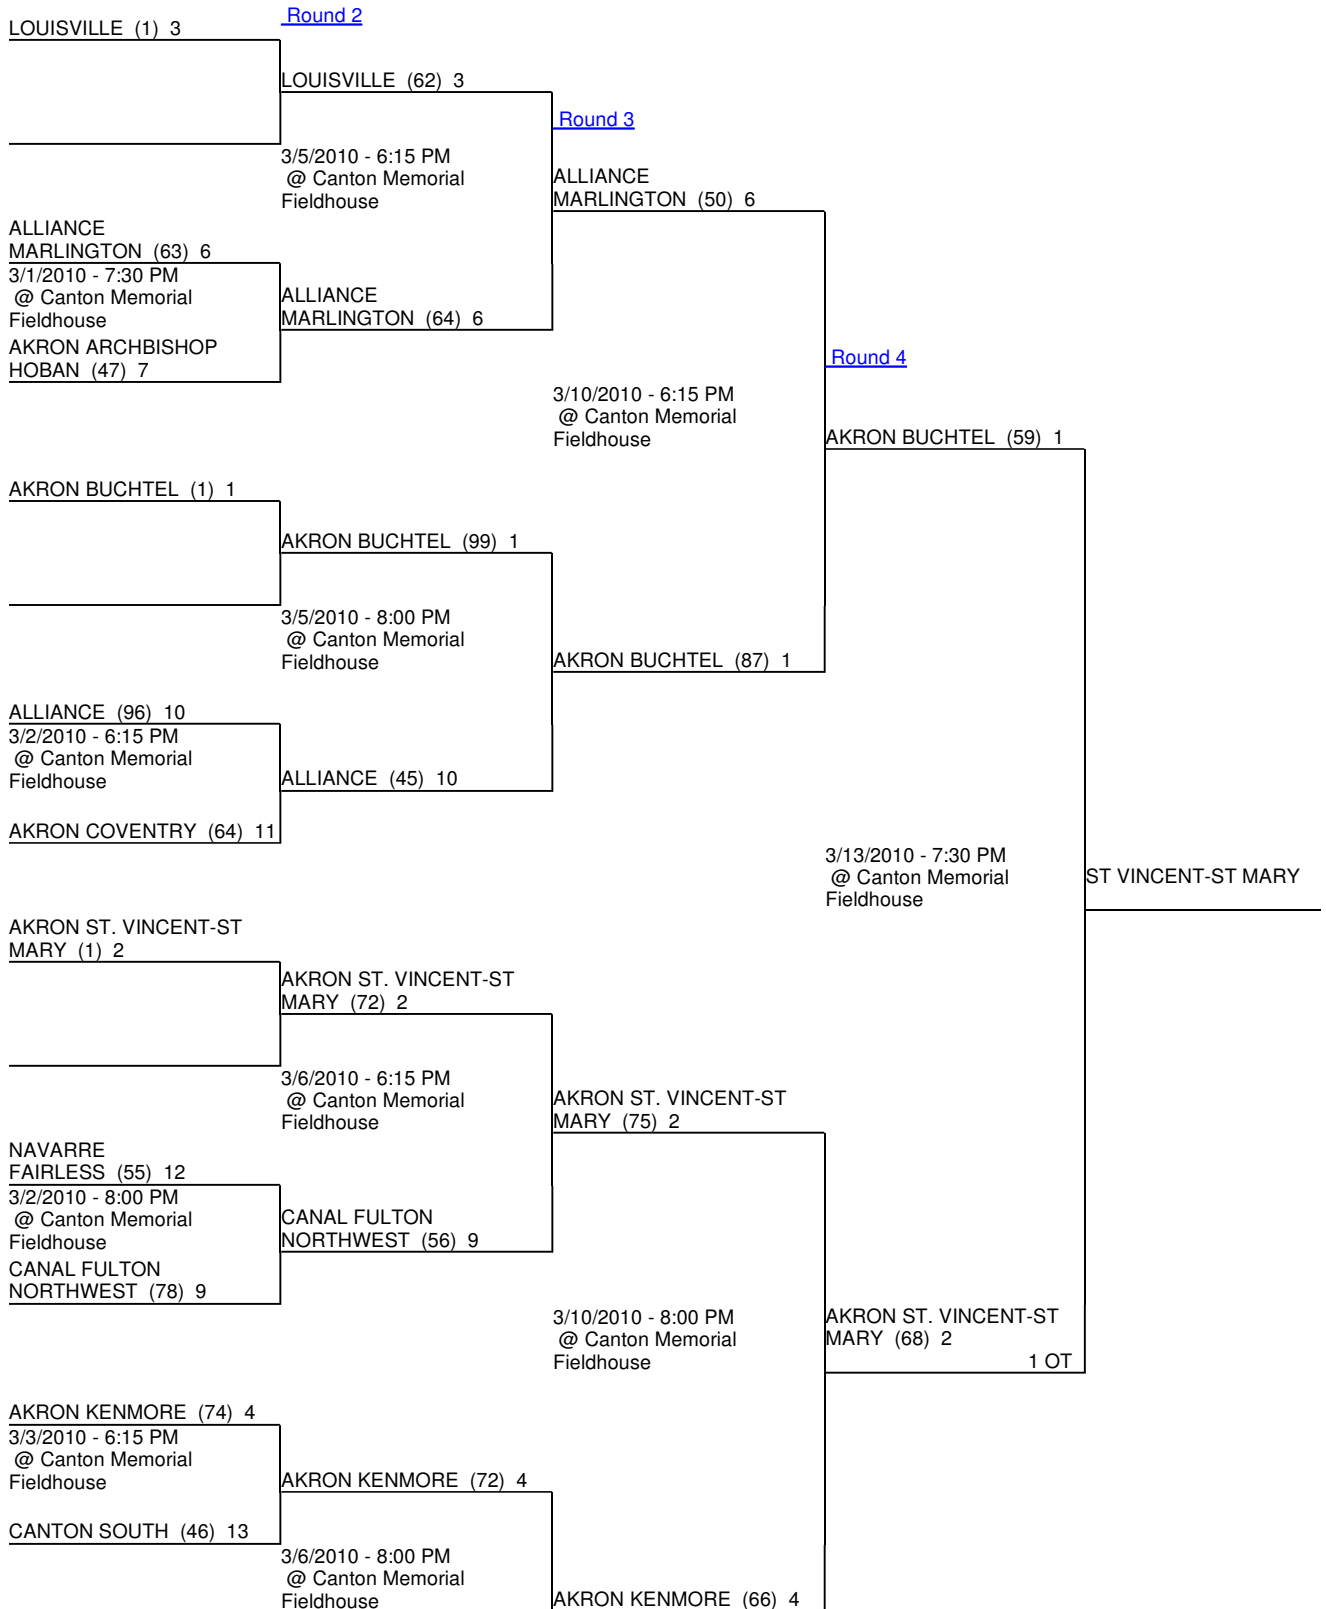 Round 2
LOUISVILLE (1) 3
LOUISVILLE (62) 3
Round 3
3/5/2010 - 6:15 PM
@ Canton Memorial
Fieldhouse
ALLIANCE
MARLINGTON (50) 6
ALLIANCE
MARLINGTON (63) 6
3/1/2010 - 7:30 PM
@ Canton Memorial
Fieldhouse
ALLIANCE
MARLINGTON (64) 6
AKRON ARCHBISHOP
HOBAN (47) 7
Round 4
3/10/2010 - 6:15 PM
@ Canton Memorial
Fieldhouse
AKRON BUCHTEL (59) 1
AKRON BUCHTEL (1) 1
AKRON BUCHTEL (99) 1
3/5/2010 - 8:00 PM
@ Canton Memorial
Fieldhouse
AKRON BUCHTEL (87) 1
ALLIANCE (96) 10
3/2/2010 - 6:15 PM
@ Canton Memorial
Fieldhouse
ALLIANCE (45) 10
AKRON COVENTRY (64) 11
3/13/2010 - 7:30 PM
@ Canton Memorial
Fieldhouse
ST VINCENT-ST MARY
AKRON ST. VINCENT-ST
MARY (1) 2
AKRON ST. VINCENT-ST
MARY (72) 2
3/6/2010 - 6:15 PM
@ Canton Memorial
Fieldhouse
AKRON ST. VINCENT-ST
MARY (75) 2
NAVARRE
FAIRLESS (55) 12
3/2/2010 - 8:00 PM
@ Canton Memorial
Fieldhouse
CANAL FULTON
NORTHWEST (56) 9
CANAL FULTON
NORTHWEST (78) 9
3/10/2010 - 8:00 PM
@ Canton Memorial
Fieldhouse
AKRON ST. VINCENT-ST
MARY (68) 2
1 OT
AKRON KENMORE (74) 4
3/3/2010 - 6:15 PM
@ Canton Memorial
Fieldhouse
AKRON KENMORE (72) 4
CANTON SOUTH (46) 13
3/6/2010 - 8:00 PM
@ Canton Memorial
Fieldhouse
AKRON KENMORE (66) 4